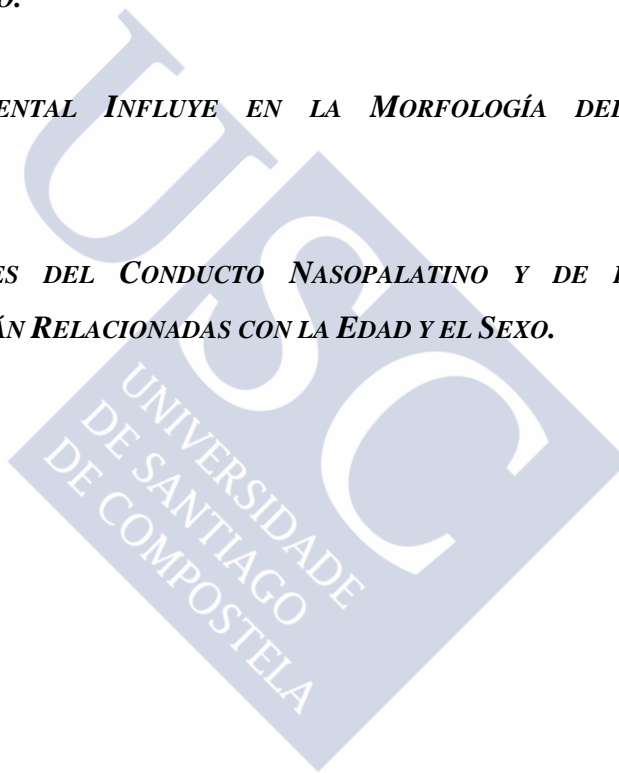 O.
ENTAL INFLUYE EN LA MORFOLOGÍA DEL
ES DEL CONDUCTO NASOPALATINO Y DE
ÁN RELACIONADAS CON LA EDAD Y EL SEXO.
USC
UNIVERSIDADE
DE SANTIAGO
DE COMPOSTELA